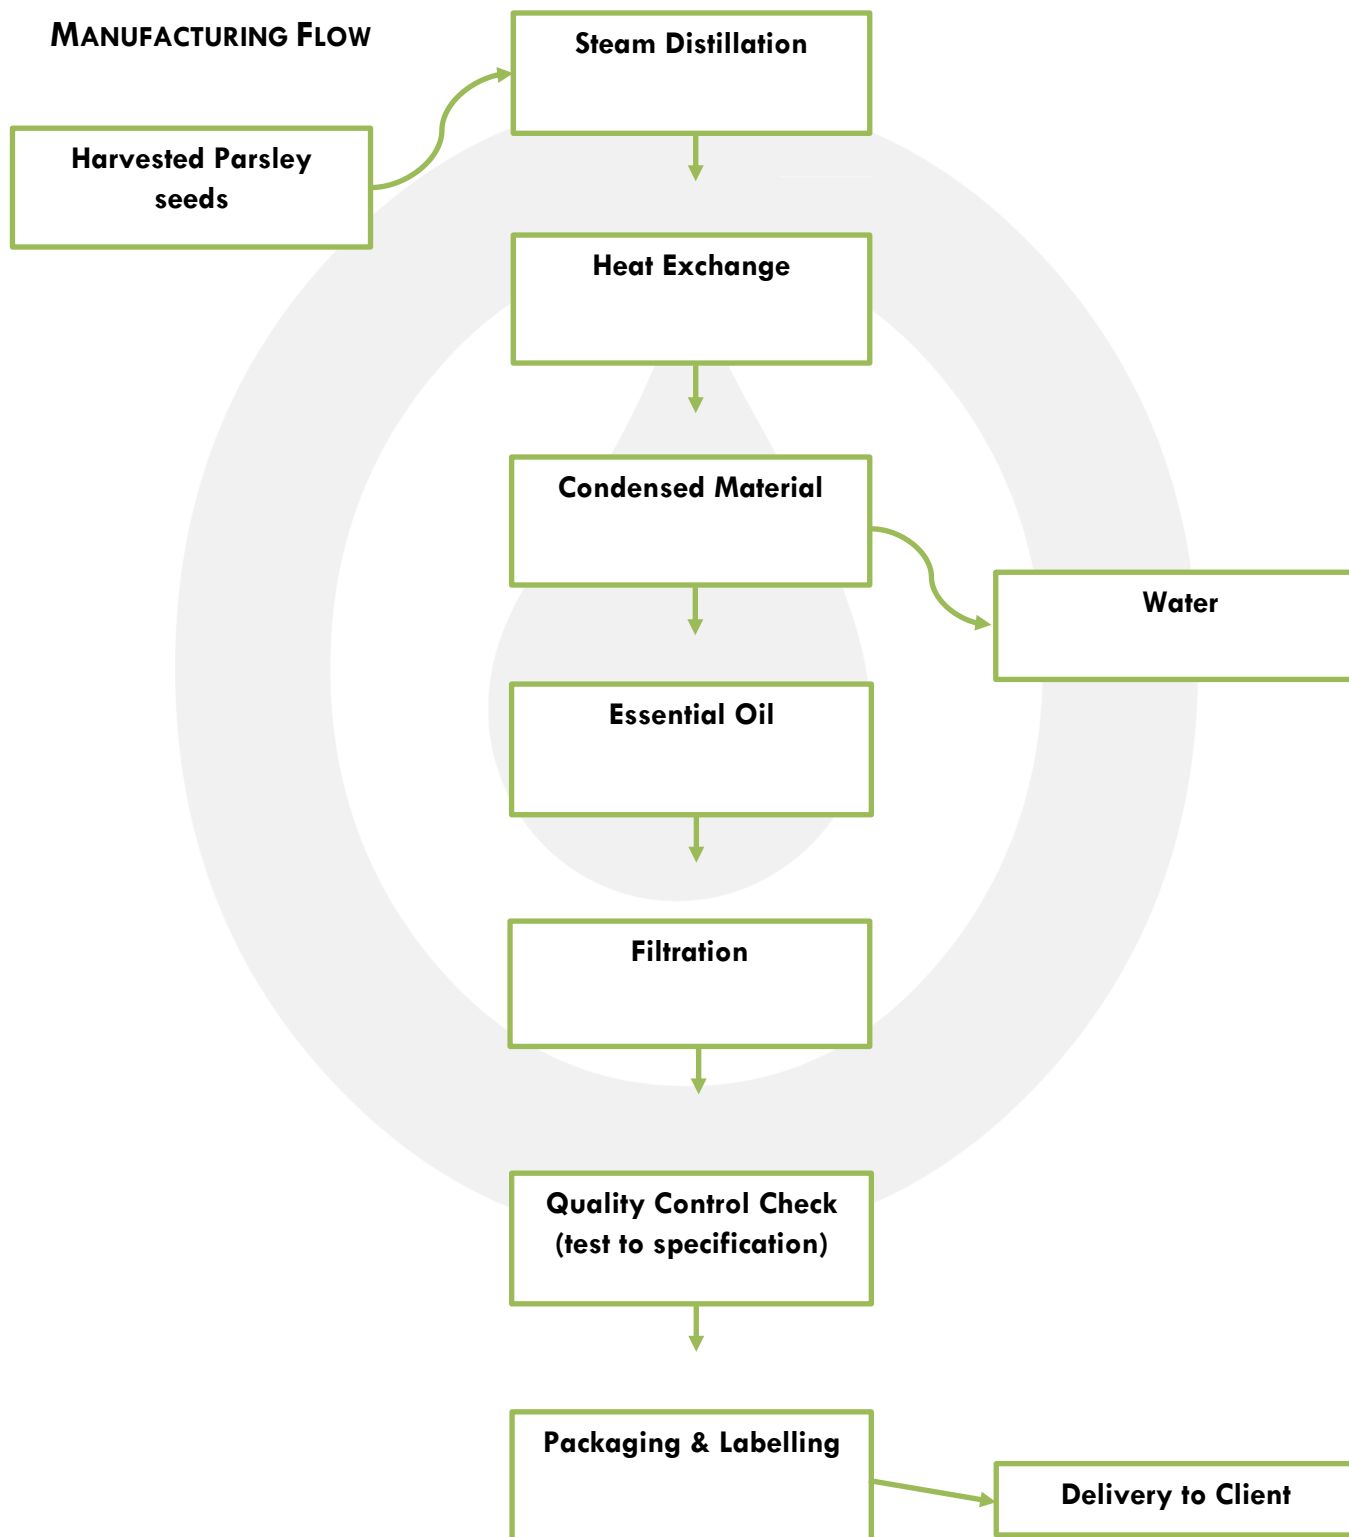 MANUFACTURING FLOW
Steam Distillation
Harvested Parsley
seeds
Heat Exchange
Condensed Material
Water
Essential Oil
Filtration
Quality Control Check
(test to specification)
Packaging & Labelling
Delivery to Client